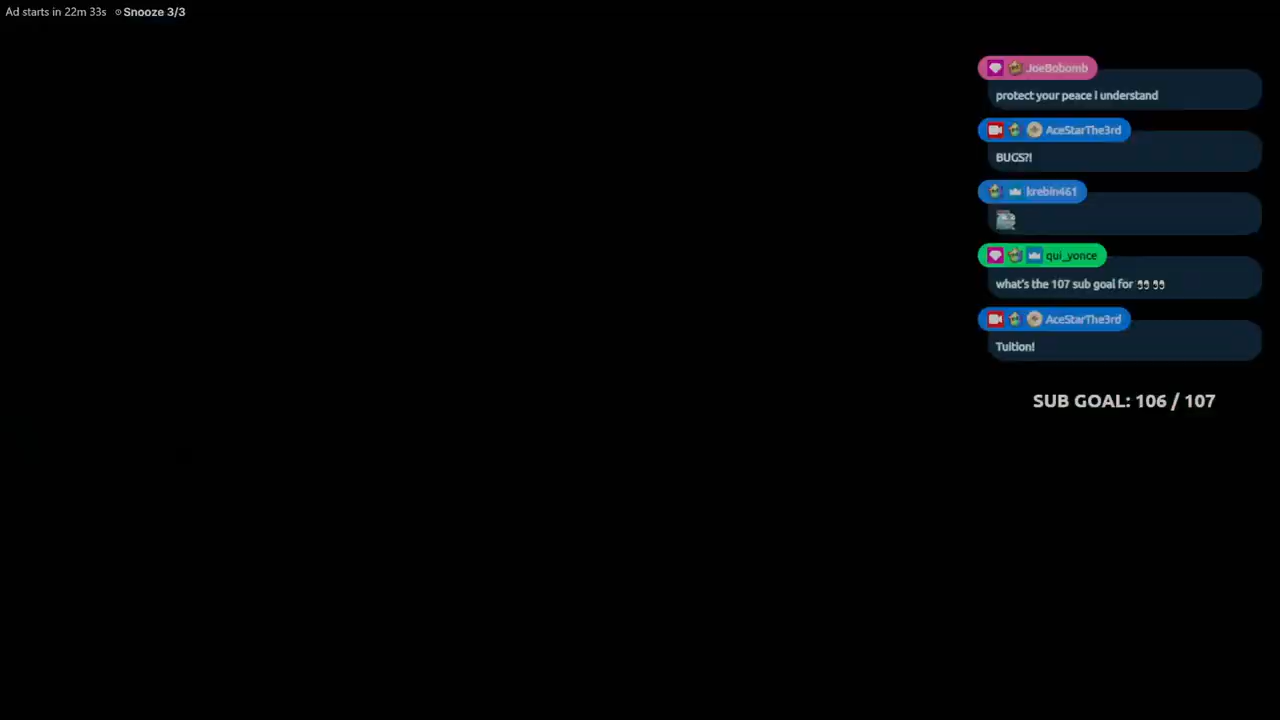 Ad starts in 22m 33s Snooze 3/3
JoeBobomb
protect your peace I understand
AceStarThe3rd
BUGS?!
krebin461
qui_yonce
what's the 107 sub goal for 👀 👀
AceStarThe3rd
Tuition!
SUB GOAL: 106 / 107